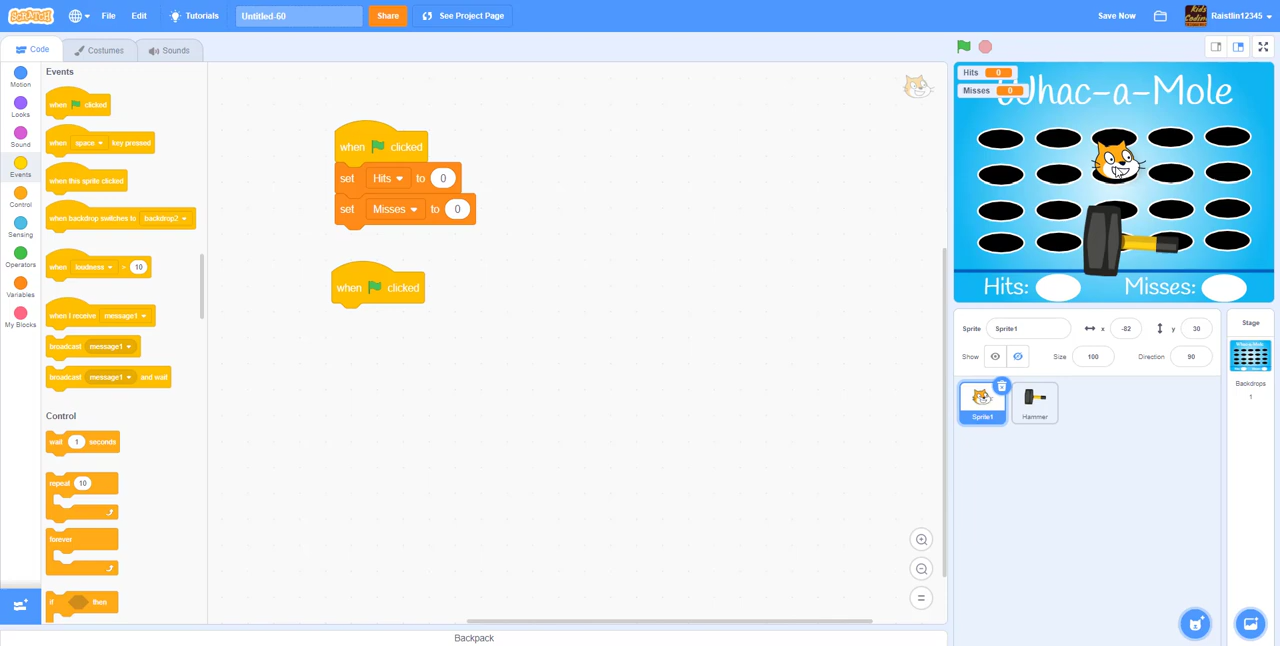 SCRATCH File Edit Tutorials Untitled-60 Share See Project Page Save Now Raistlin12345
Code Costumes Sounds
Motion
Looks
Sound
Events
Control
Sensing
Operators
Variables
My Blocks
Events
when clicked
when space key pressed
when this sprite clicked
when backdrop switches to backdrop2
when loudness > 10
when I receive message1
broadcast message1
broadcast message1 and wait
Control
wait 1 seconds
repeat 10
forever
if then
when clicked
set Hits to 0
set Misses to 0
when clicked
Backpack
Hits 0
Misses 0
Whac-a-Mole
Hits: Misses:
Sprite Sprite1 x -82 y 30
Show Size 100 Direction 90
Sprite1 Hammer
Stage
Backdrops
1